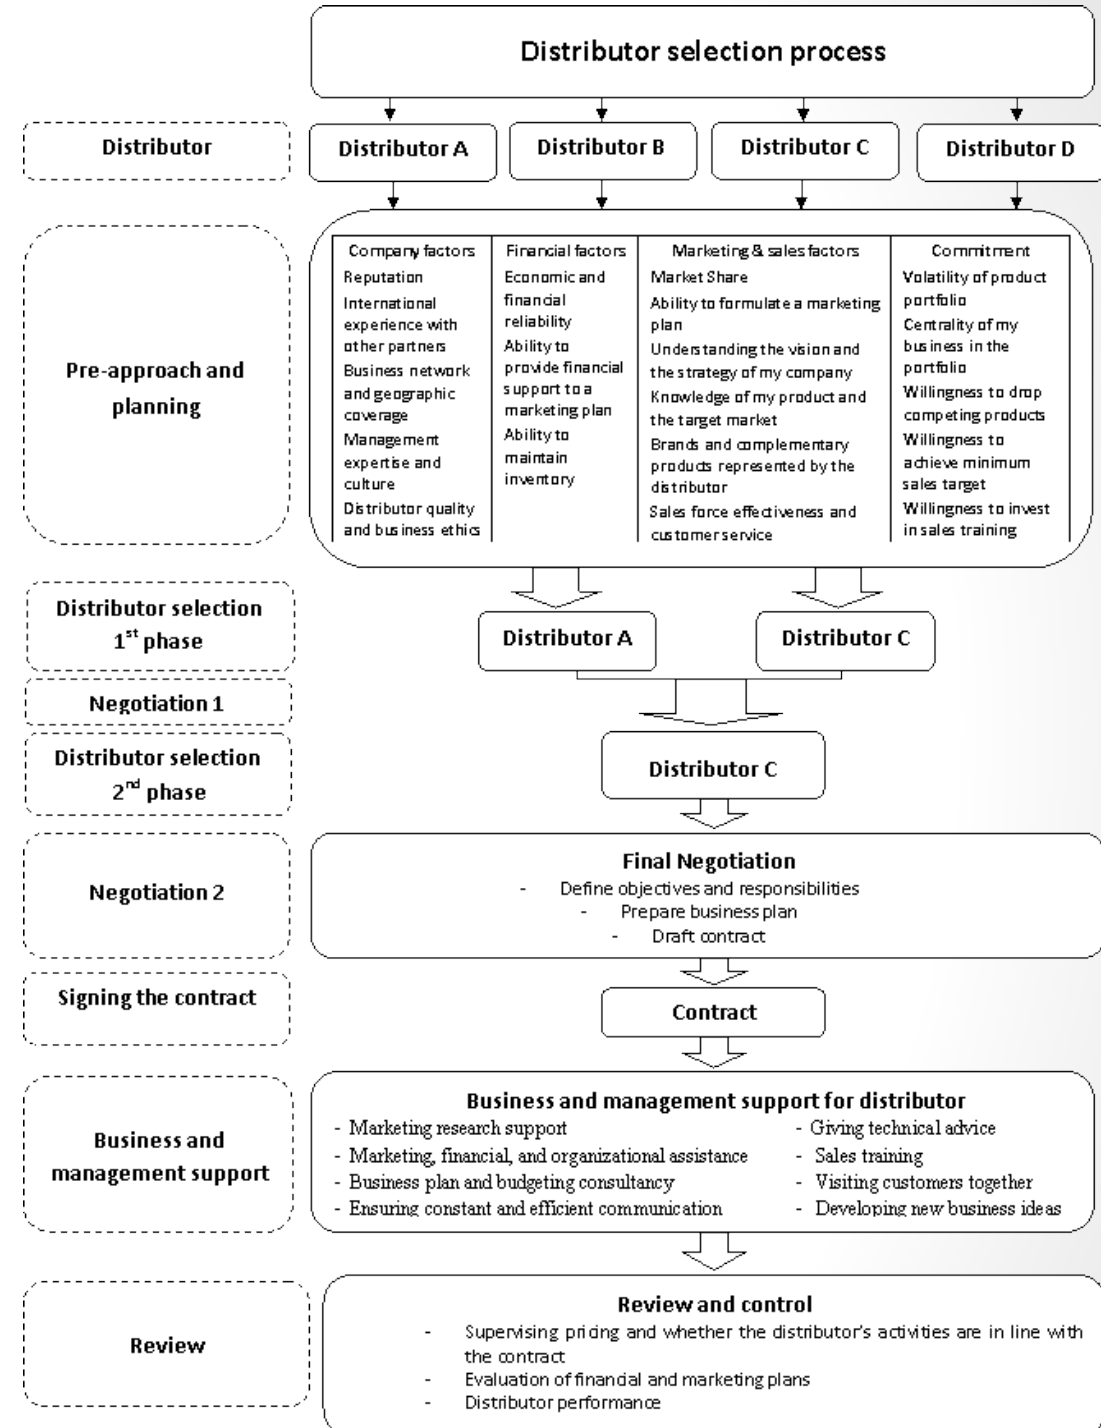 Distributor selection process
Distributor
Distributor A
Distributor B
Distributor C
Distributor D
Pre-approach and
planning
Company factors
Reputation
International
experience with
other partners
Business network
and geographic
coverage
Management
expertise and
culture
Distributor quality
and business ethics
Financial factors
Economic and
financial
reliability
Ability to
provide financial
support to a
marketing plan
Ability to
maintain
inventory
Marketing & sales factors
Market Share
Ability to formulate a marketing
plan
Understanding the vision and
the strategy of my company
Knowledge of my product and
the target market
Brands and complementary
products represented by the
distributor
Sales force effectiveness and
customer service
Commitment
Volatility of product
portfolio
Centrality of my
business in the
portfolio
Willingness to drop
competing products
Willingness to
achieve minimum
sales target
Willingness to invest
in sales training
Distributor selection
1st phase
Distributor A
Distributor C
Negotiation 1
Distributor selection
2nd phase
Distributor C
Negotiation 2
Final Negotiation
- Define objectives and responsibilities
- Prepare business plan
- Draft contract
Signing the contract
Contract
Business and
management support
Business and management support for distributor
- Marketing research support
- Marketing, financial, and organizational assistance
- Business plan and budgeting consultancy
- Ensuring constant and efficient communication
- Giving technical advice
- Sales training
- Visiting customers together
- Developing new business ideas
Review
Review and control
- Supervising pricing and whether the distributor's activities are in line with
the contract
- Evaluation of financial and marketing plans
- Distributor performance